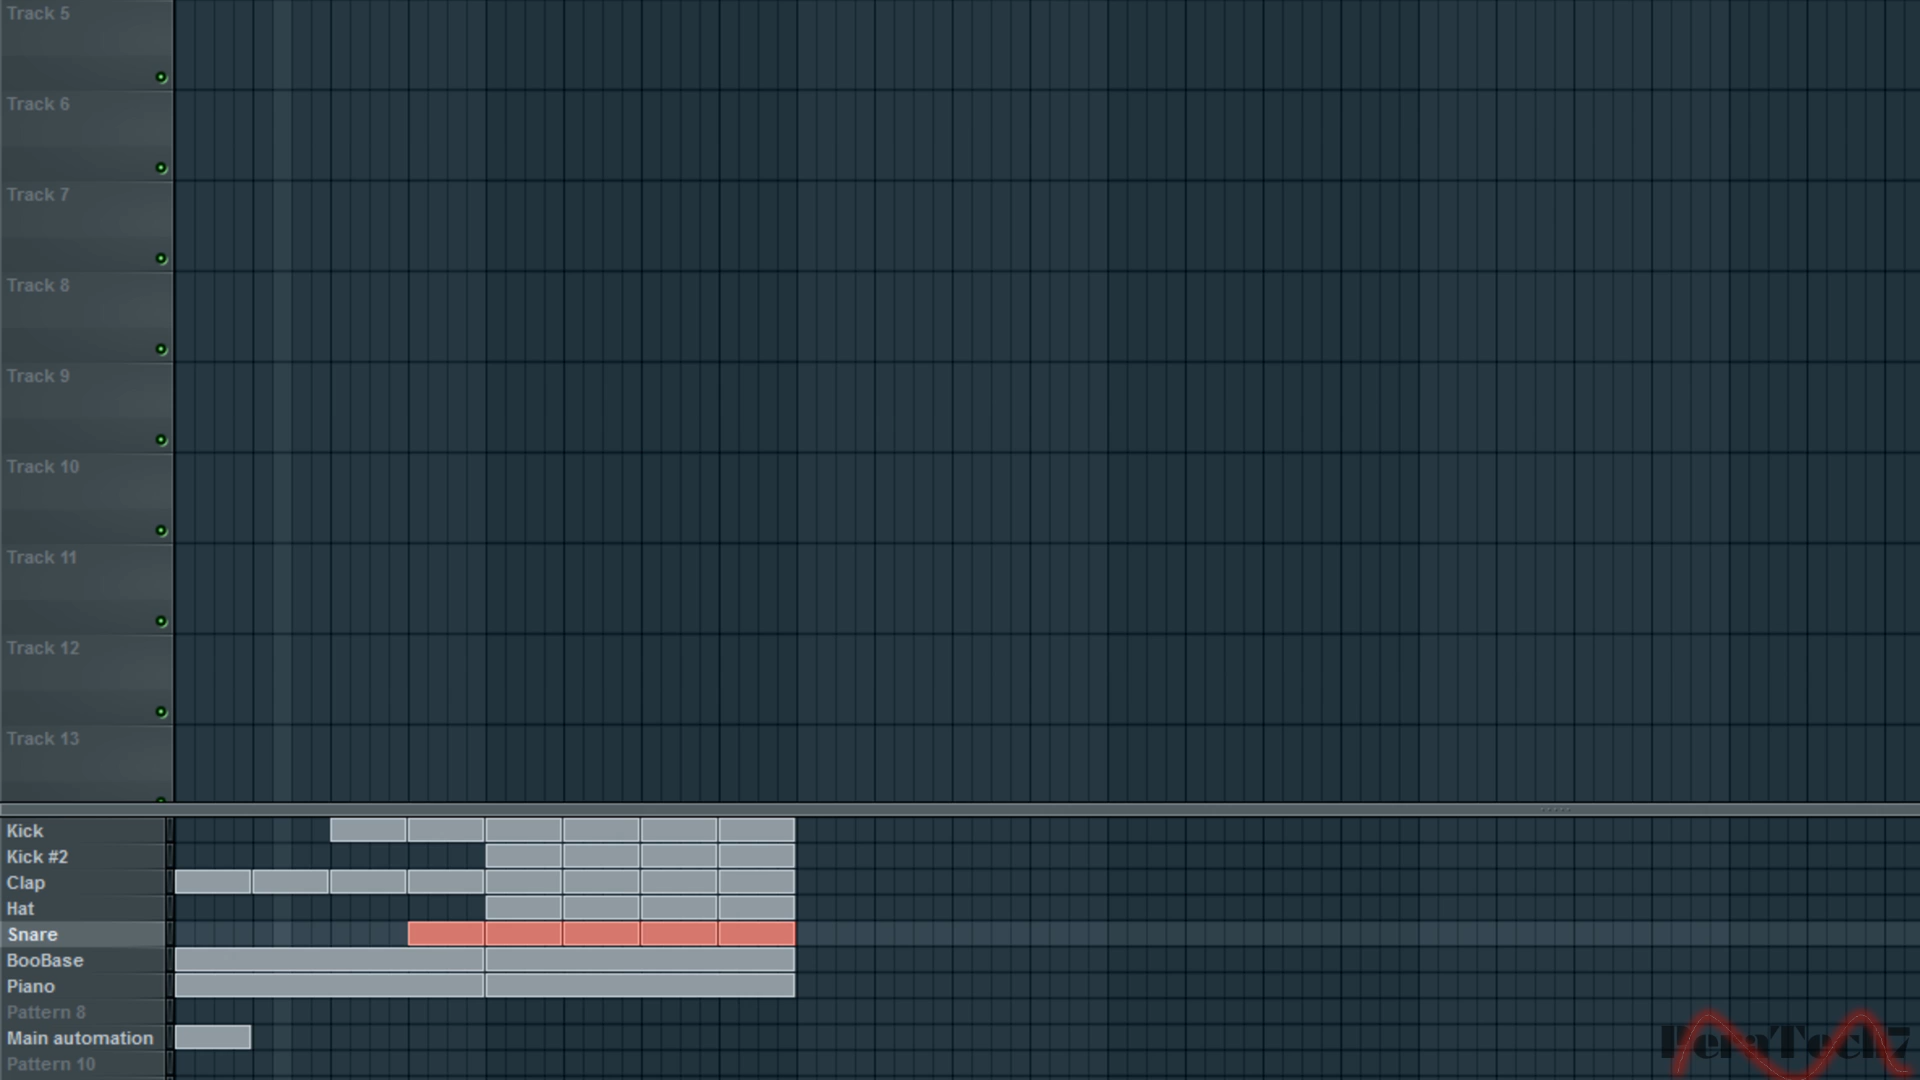 Track 5
Track 6
Track 7
Track 8
Track 9
Track 10
Track 11
Track 12
Track 13
Kick
Kick #2
Clap
Hat
Snare
BooBase
Piano
Pattern 8
Main automation
Pattern 10